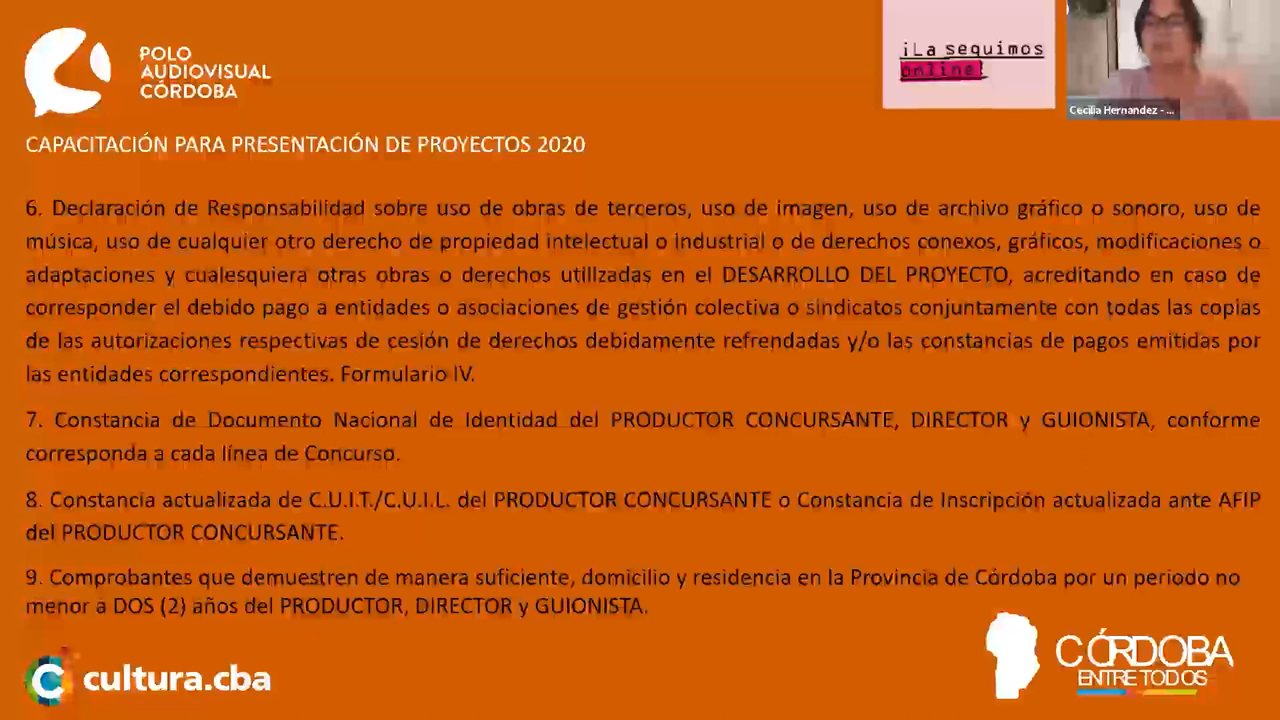 POLO
AUDIOVISUAL
CÓRDOBA
¡La seguimos
online!
Cecilia Hernandez - ...
CAPACITACIÓN PARA PRESENTACIÓN DE PROYECTOS 2020
6. Declaración de Responsabilidad sobre uso de obras de terceros, uso de imagen, uso de archivo gráfico o sonoro, uso de
música, uso de cualquier otro derecho de propiedad intelectual o industrial o de derechos conexos, gráficos, modificaciones o
adaptaciones y cualesquiera otras obras o derechos utilizadas en el DESARROLLO DEL PROYECTO, acreditando en caso de
corresponder el debido pago a entidades o asociaciones de gestión colectiva o sindicatos conjuntamente con todas las copias
de las autorizaciones respectivas de cesión de derechos debidamente refrendadas y/o las constancias de pagos emitidas por
las entidades correspondientes. Formulario IV.
7. Constancia de Documento Nacional de Identidad del PRODUCTOR CONCURSANTE, DIRECTOR y GUIONISTA, conforme
corresponda a cada línea de Concurso.
8. Constancia actualizada de C.U.I.T./C.U.I.L. del PRODUCTOR CONCURSANTE o Constancia de Inscripción actualizada ante AFIP
del PRODUCTOR CONCURSANTE.
9. Comprobantes que demuestren de manera suficiente, domicilio y residencia en la Provincia de Córdoba por un periodo no
menor a DOS (2) años del PRODUCTOR, DIRECTOR y GUIONISTA.
cultura.cba
CÓRDOBA
ENTRE TODOS